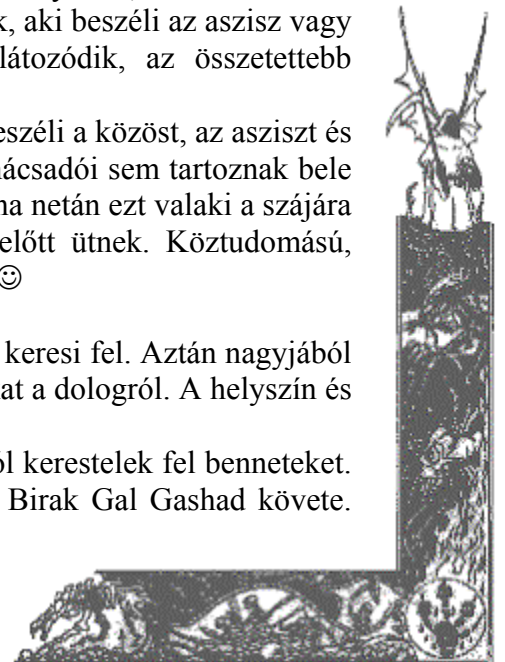 k, aki beszéli az aszisz vagy
látozódik, az összetettebb
eszéli a közöst, az asziszt és
nácsadói sem tartoznak bele
na netán ezt valaki a szájára
előtt ütnek. Köztudomású,
☺
keresi fel. Aztán nagyjából
at a dologról. A helyszín és
ól kerestelek fel benneteket.
Birak Gal Gashad követe.